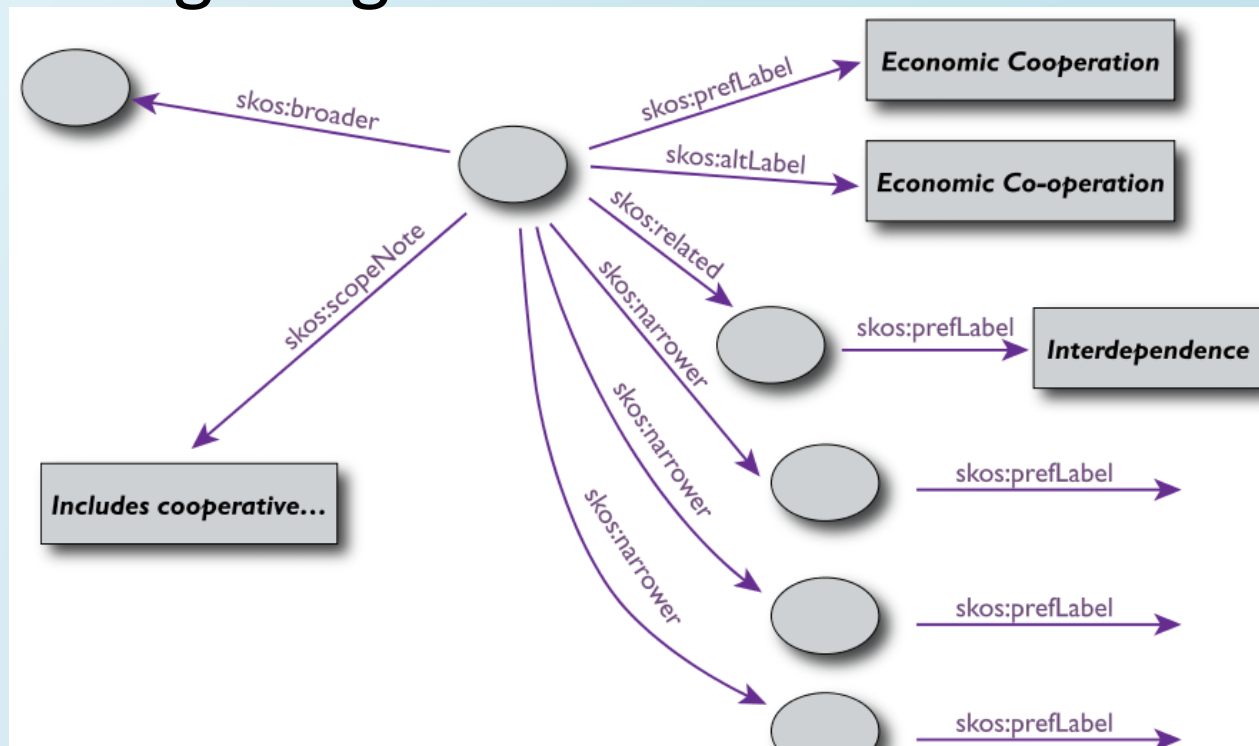 skos:broader
skos:prefLabel
Economic Cooperation
skos:altLabel
Economic Co-operation
skos:related
skos:scopeNote
skos:narrower
skos:prefLabel
Interdependence
skos:narrower
skos:prefLabel
Includes cooperative…
skos:narrower
skos:prefLabel
skos:prefLabel